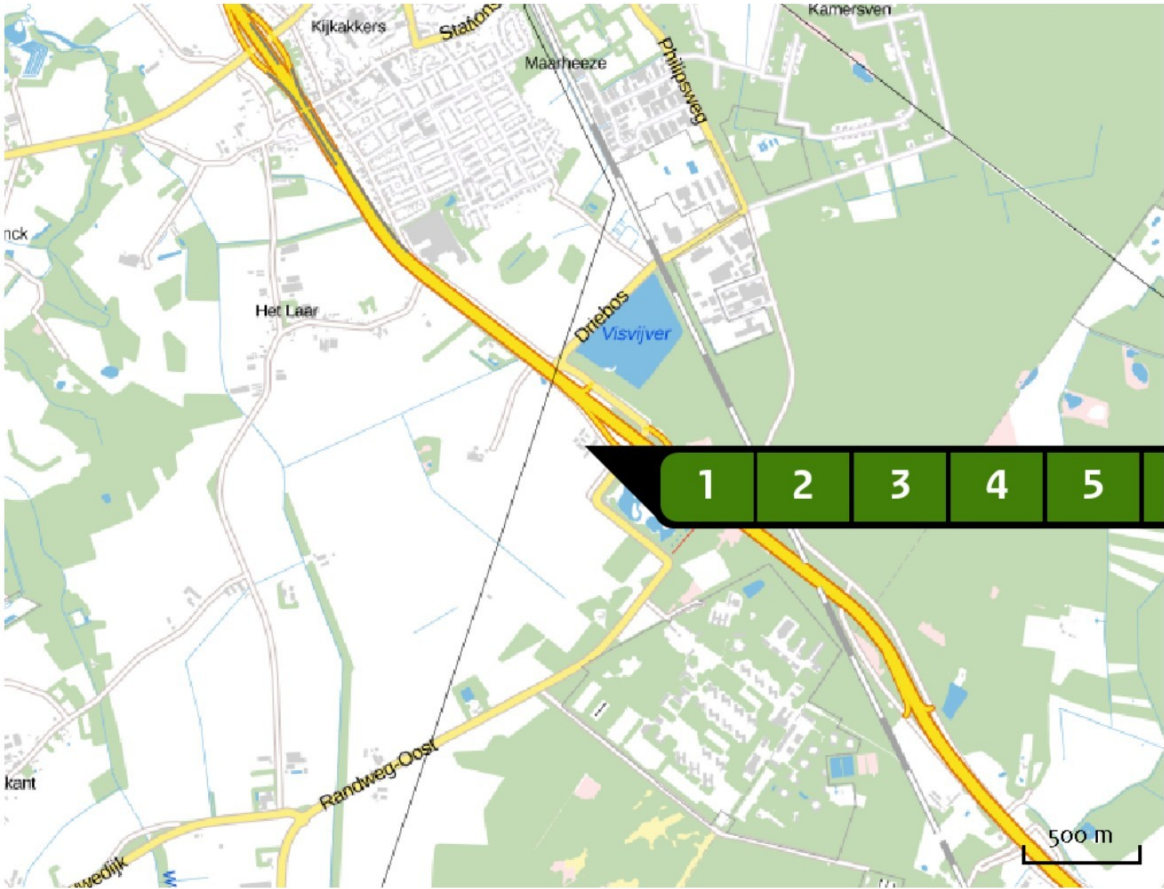 Kamersven
Kijkakkers
Stations
Maarheeze
Philipsweg
nck
Het Laar
Driebos
Visvijver
1 2 3 4 5
Randweg-Oost
kant
500 m
wedijk
W